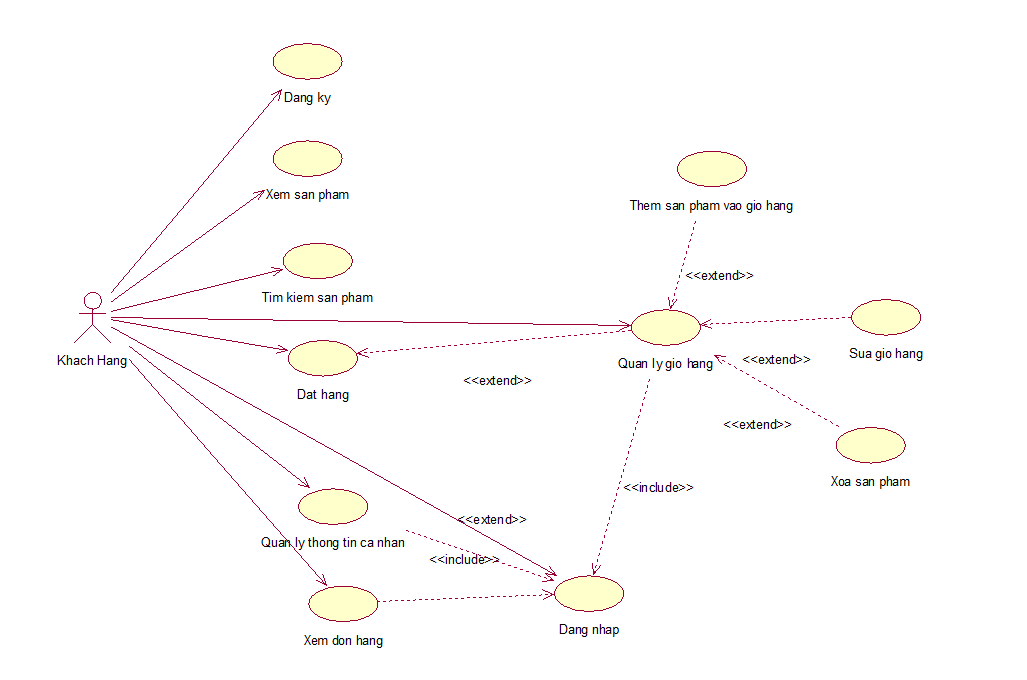 Dang ky
Xem san pham
Them san pham vao gio hang
<<extend>>
Tim kiem san pham
Khach Hang
Quan ly gio hang
Sua gio hang
<<extend>>
Dat hang
<<extend>>
<<extend>>
Xoa san pham
<<include>>
<<extend>>
Quan ly thong tin ca nhan
<<include>>
Dang nhap
Xem don hang